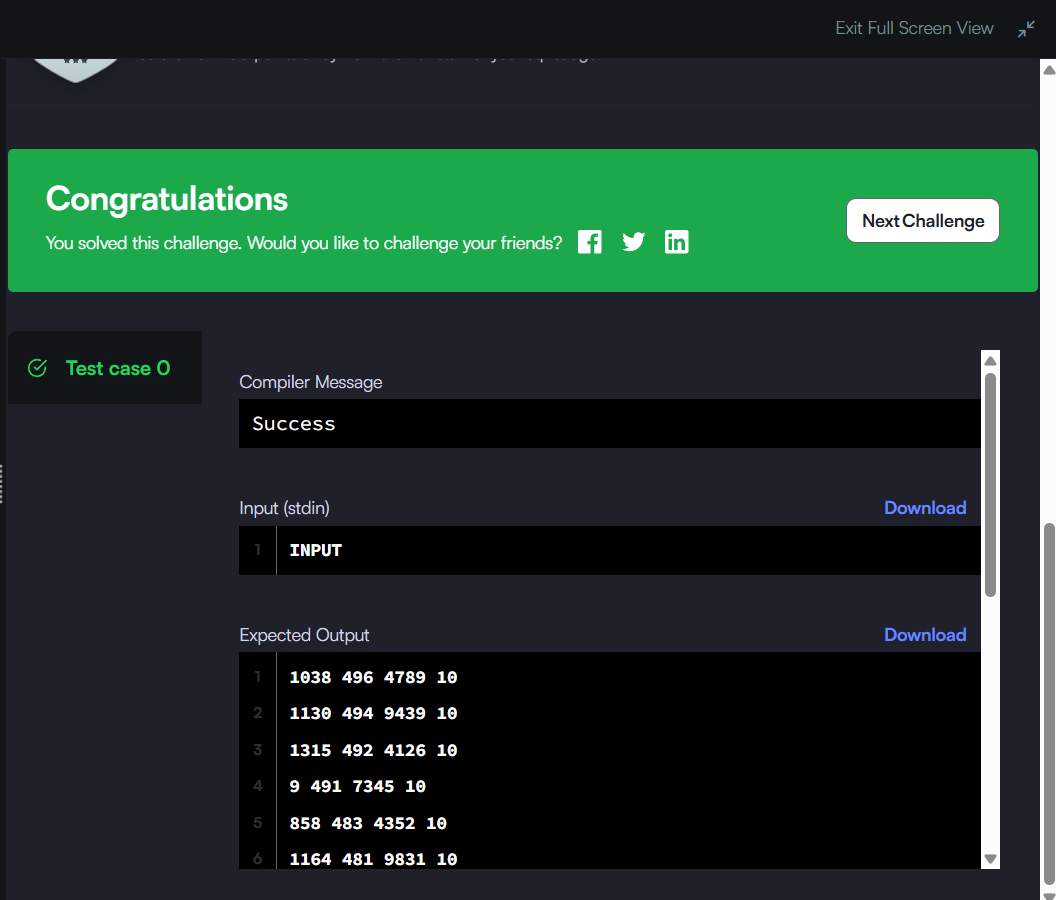 Exit Full Screen View
Congratulations
You solved this challenge. Would you like to challenge your friends?
Next Challenge
Test case 0
Compiler Message
Success
Input (stdin)
Download
1 INPUT
Expected Output
Download
1 1038 496 4789 10
2 1130 494 9439 10
3 1315 492 4126 10
4 9 491 7345 10
5 858 483 4352 10
6 1164 481 9831 10